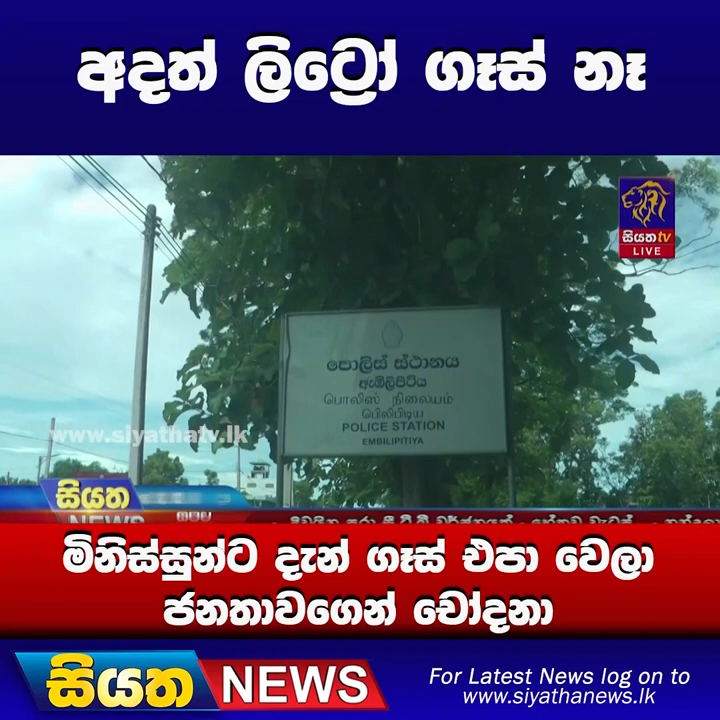 අදත් ලිට්‍රෝ ගෑස් නෑ
සියත tv
LIVE
පොලිස් ස්ථානය
ඇඹිලිපිටිය
பொலிஸ் நிலையம்
POLICE STATION
EMBILIPITIYA
www.siyathatv.lk
සියත
NEWS
මිනිස්සුන්ට දැන් ගෑස් එපා වෙලා
ජනතාවගෙන් චෝදනා
සියත NEWS
For Latest News log on to
www.siyathanews.lk